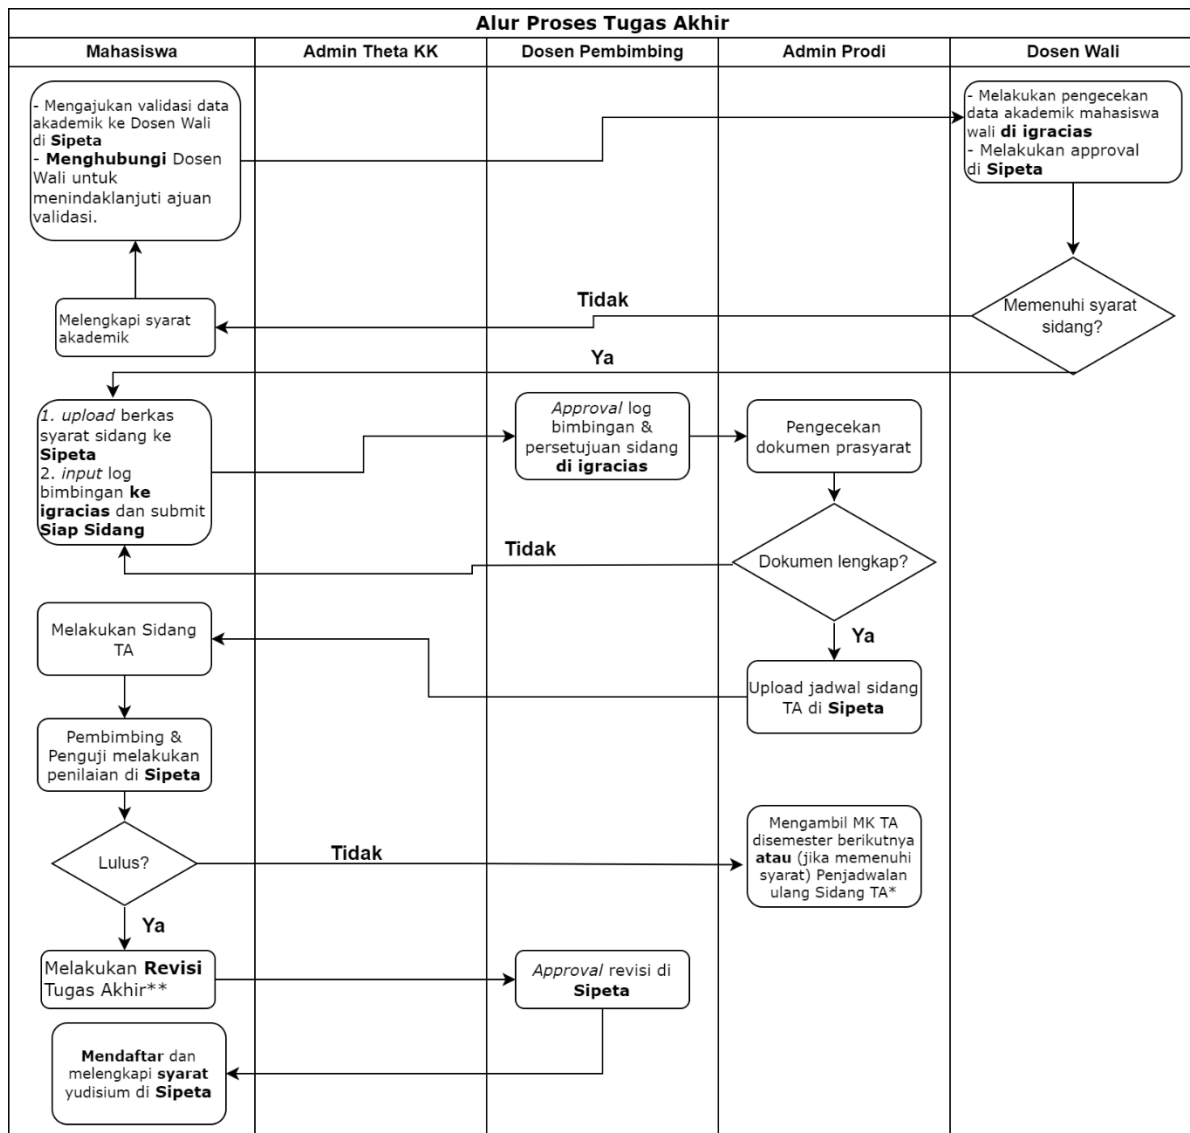 Alur Proses Tugas Akhir
Mahasiswa
Admin Theta KK
Dosen Pembimbing
Admin Prodi
Dosen Wali
- Mengajukan validasi data
akademik ke Dosen Wali
di Sipeta
- Menghubungi Dosen
Wali untuk
menindaklanjuti ajuan
validasi.
- Melakukan pengecekan
data akademik mahasiswa
wali di igracias
- Melakukan approval
di Sipeta
Memenuhi syarat
sidang?
Tidak
Melengkapi syarat
akademik
Ya
1. upload berkas
syarat sidang ke
Sipeta
2. input log
bimbingan ke
igracias dan submit
Siap Sidang
Approval log
bimbingan &
persetujuan sidang
di igracias
Pengecekan
dokumen prasyarat
Dokumen lengkap?
Tidak
Ya
Upload jadwal sidang
TA di Sipeta
Melakukan Sidang
TA
Pembimbing &
Penguji melakukan
penilaian di Sipeta
Lulus?
Tidak
Mengambil MK TA
disemester berikutnya
atau (jika memenuhi
syarat) Penjadwalan
ulang Sidang TA*
Ya
Melakukan Revisi
Tugas Akhir**
Approval revisi di
Sipeta
Mendaftar dan
melengkapi syarat
yudisium di Sipeta